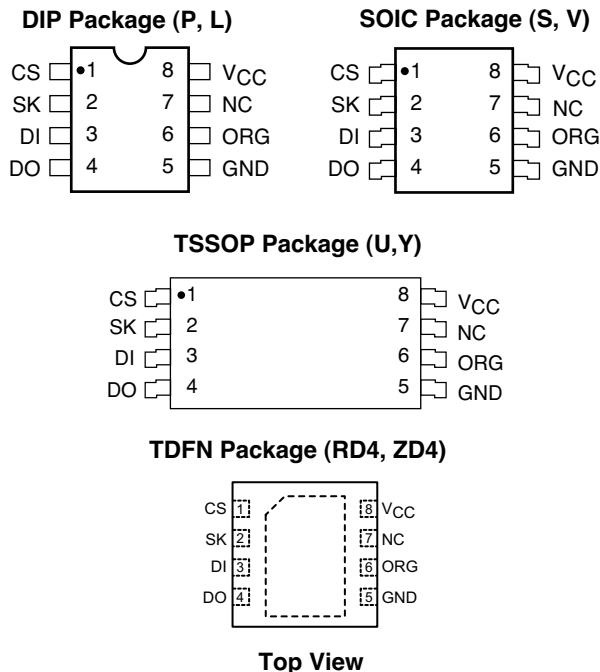 DIP Package (P, L)
CS 1 8 VCC
SK 2 7 NC
DI 3 6 ORG
DO 4 5 GND
SOIC Package (S, V)
CS 1 8 VCC
SK 2 7 NC
DI 3 6 ORG
DO 4 5 GND
TSSOP Package (U,Y)
CS 1 8 VCC
SK 2 7 NC
DI 3 6 ORG
DO 4 5 GND
TDFN Package (RD4, ZD4)
CS 1 8 VCC
SK 2 7 NC
DI 3 6 ORG
DO 4 5 GND
Top View